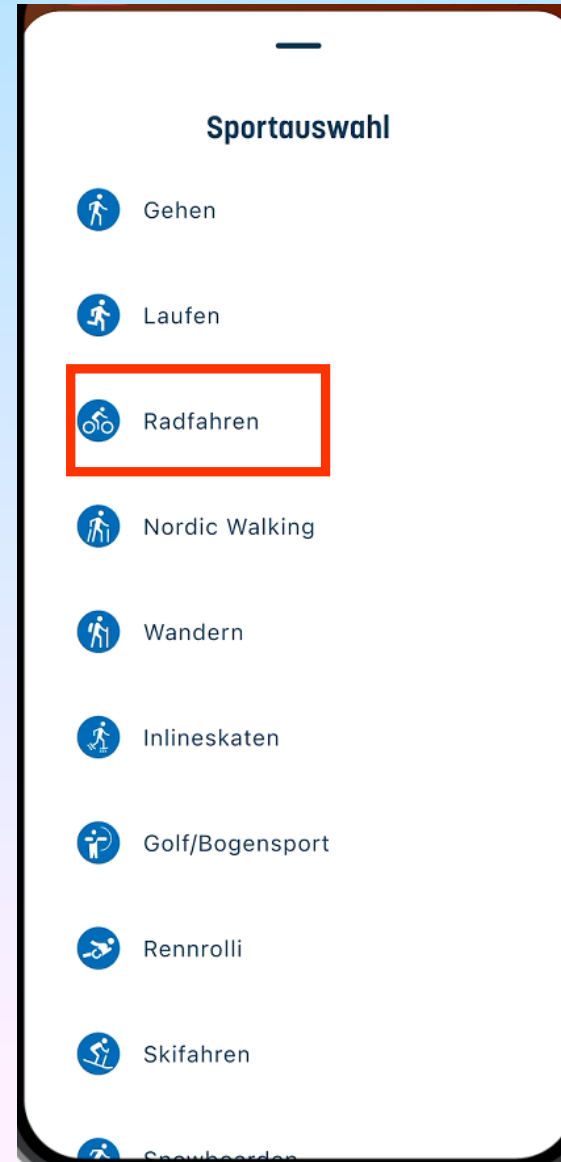 Sportauswahl
Gehen
Laufen
Radfahren
Nordic Walking
Wandern
Inlineskaten
Golf/Bogensport
Rennrolli
Skifahren